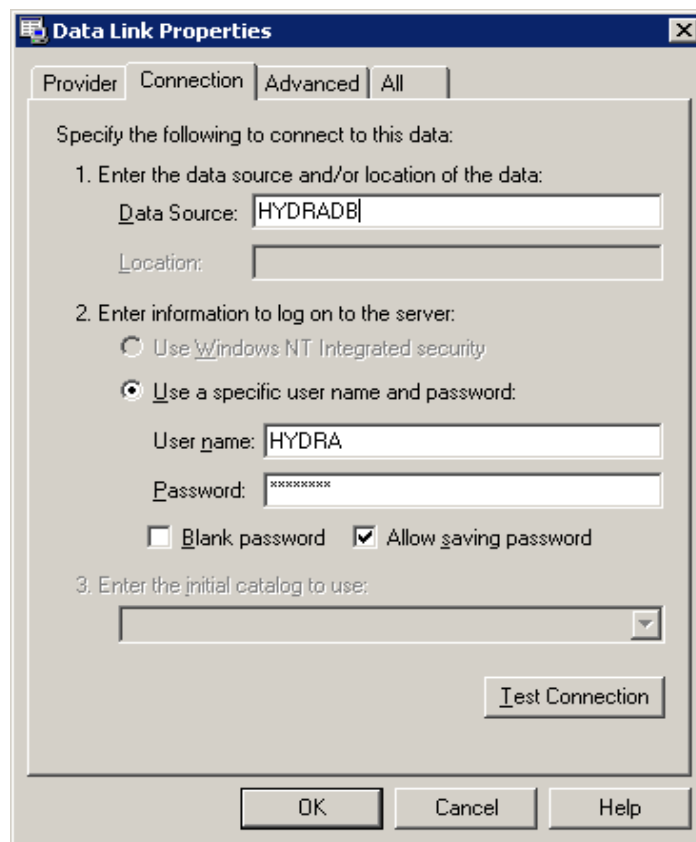 Data Link Properties
Provider Connection Advanced All
Specify the following to connect to this data:
1. Enter the data source and/or location of the data:
Data Source: HYDRADB
Location:
2. Enter information to log on to the server:
Use Windows NT Integrated security
Use a specific user name and password:
User name: HYDRA
Password: ********
Blank password Allow saving password
3. Enter the initial catalog to use:
Test Connection
OK Cancel Help